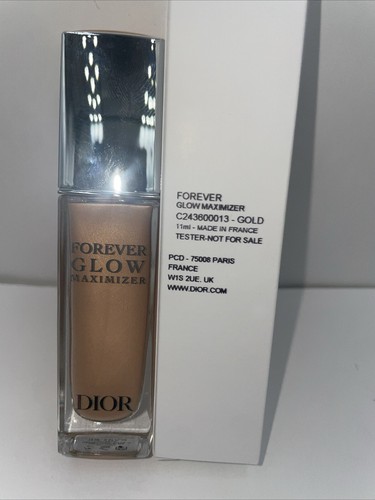 FOREVER
GLOW
MAXIMIZER
DIOR
FOREVER
GLOW MAXIMIZER
C243600013 - GOLD
11ml - MADE IN FRANCE
TESTER-NOT FOR SALE
PCD - 75008 PARIS
FRANCE
W1S 2UE. UK
WWW.DIOR.COM